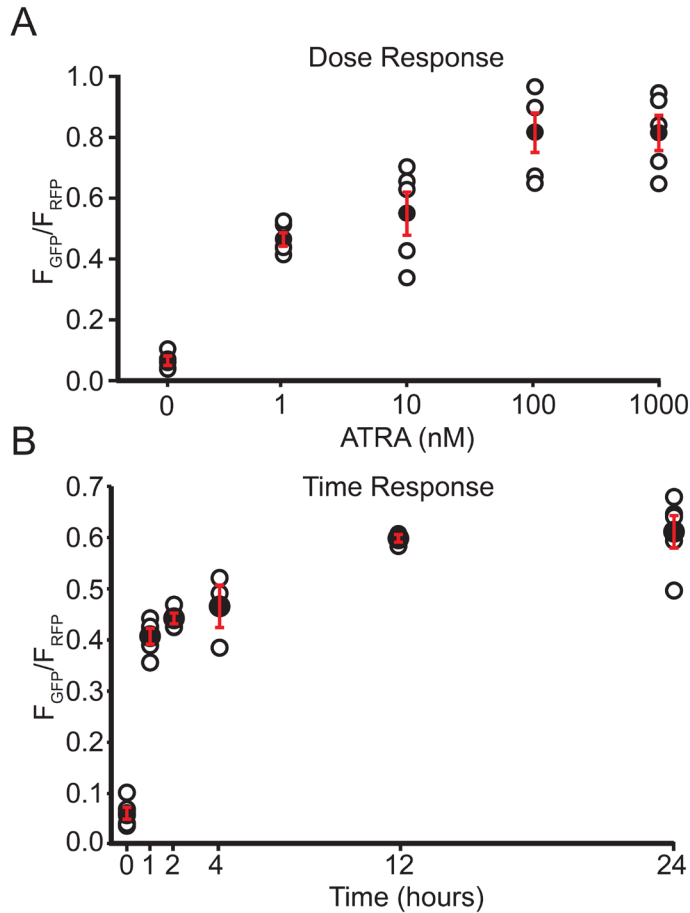 A
Dose Response
1.0
0.8
0.6
0.4
0.2
0.0
FGFP/FRFP
0 1 10 100 1000
ATRA (nM)
B
Time Response
0.7
0.6
0.5
0.4
0.3
0.2
0.1
0.0
FGFP/FRFP
0 1 2 4 12 24
Time (hours)